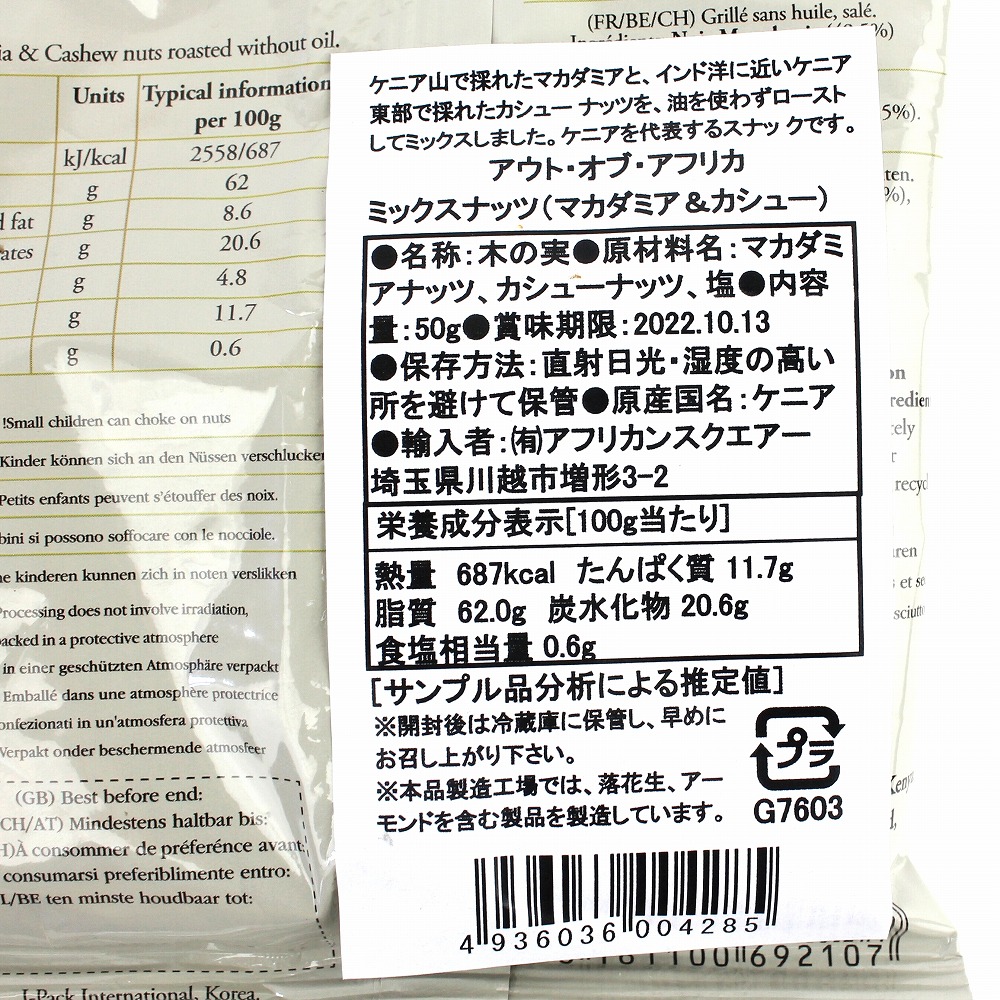 & Cashew nuts roasted without oil.
Units Typical information per 100g
kJ/kcal 2558/687
g 62
fat g 8.6
g 20.6
g 4.8
g 11.7
g 0.6
!Small children can choke on nuts
Kinder können sich an den Nüssen verschlucken
Petits enfants peuvent s'étouffer des noix.
si possono soffocare con le nocciole.
kinderen kunnen zich in noten verslikken
Processing does not involve irradiation,
packed in a protective atmosphere
in einer geschützten Atmosphäre verpackt
Emballé dans une atmosphère protectrice
confezionati in un'atmosfera protettiva
Verpakt onder beschermende atmosfeer
(GB) Best before end:
CH/AT) Mindestens haltbar bis:
À consommer de préférénce avant:
consumarsi preferiblimente entro:
L/BE ten minste houdbaar tot:
J-Pack International, Korea.
(FR/BE/CH) Grillé sans huile, salé.
5%).
ケニア山で採れたマカダミアと、インド洋に近いケニア
東部で採れたカシュー ナッツを、油を使わずロースト
してミックスしました。ケニアを代表するスナックです。
アウト・オブ・アフリカ
ミックスナッツ(マカダミア&カシュー)
●名称:木の実●原材料名:マカダミ
アナッツ、カシューナッツ、塩●内容
量:50g●賞味期限:2022.10.13
●保存方法:直射日光・湿度の高い
所を避けて保管●原産国名:ケニア
●輸入者:㈲アフリカンスクエアー
埼玉県川越市増形3-2
栄養成分表示[100g当たり]
熱量 687kcal たんぱく質 11.7g
脂質 62.0g 炭水化物 20.6g
食塩相当量 0.6g
[サンプル品分析による推定値]
※開封後は冷蔵庫に保管し、早めに
お召し上がり下さい。
※本品製造工場では、落花生、アー
モンドを含む製品を製造しています。
プラ
G7603
4 936036 004285
692107